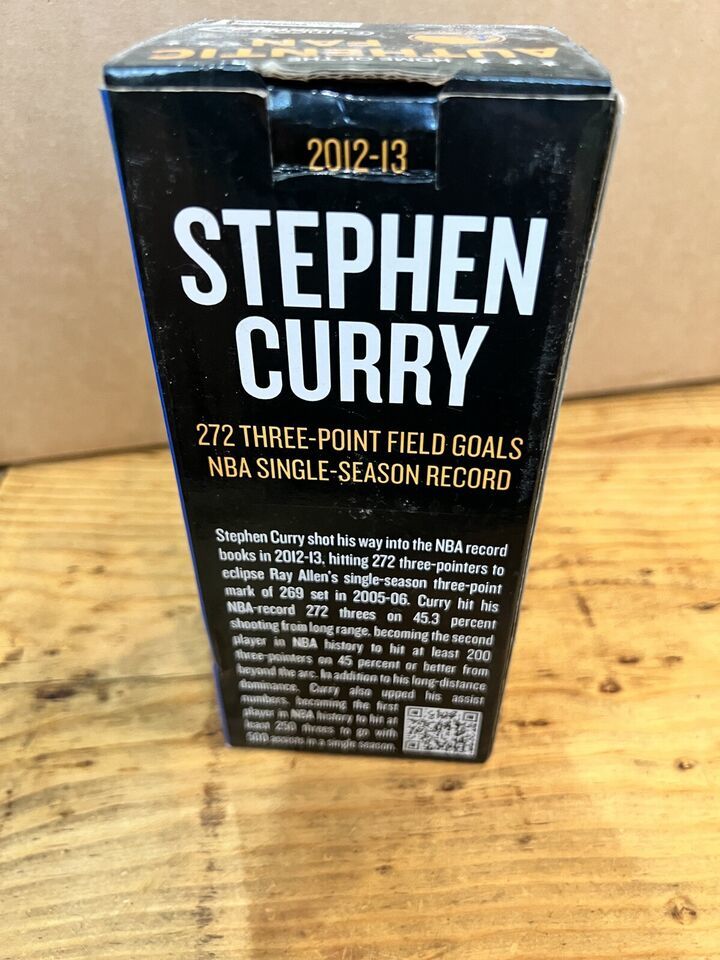 AUTHENTIC
FAN
2012-13
STEPHEN
CURRY
272 THREE-POINT FIELD GOALS
NBA SINGLE-SEASON RECORD
Stephen Curry shot his way into the NBA record
books in 2012-13, hitting 272 three-pointers to
eclipse Ray Allen's single-season three-point
mark of 269 set in 2005-06. Curry hit his
NBA-record 272 threes on 45.3 percent
shooting from long range, becoming the second
player in NBA history to hit at least 200
three-pointers on 45 percent or better from
beyond the arc. In addition to his long-distance
dominance, Curry also upped his assist
numbers, becoming the first
player in NBA history to hit at
least 250 threes to go with
500 assists in a single season.